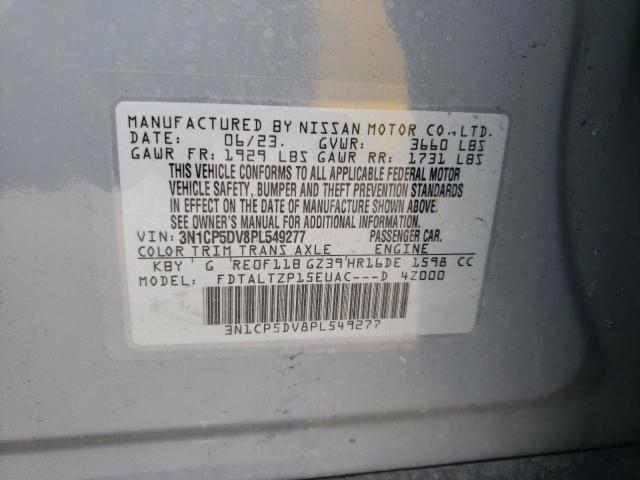 MANUFACTURED BY NISSAN MOTOR CO.,LTD.
DATE: 06/23. GVWR: 3660 LBS
GAWR FR: 1929 LBS GAWR RR: 1731 LBS
THIS VEHICLE CONFORMS TO ALL APPLICABLE FEDERAL MOTOR
VEHICLE SAFETY, BUMPER AND THEFT PREVENTION STANDARDS
IN EFFECT ON THE DATE OF MANUFACTURE SHOWN ABOVE.
SEE OWNER'S MANUAL FOR ADDITIONAL INFORMATION.
VIN: 3N1CP5DV8PL549277 PASSENGER CAR.
COLOR TRIM TRANS AXLE ENGINE
KBY G RE0F11B GZ39 HR16DE 1598 CC
MODEL: FDTALTZP15EUAC---D 4Z000
3N1CP5DV8PL549277